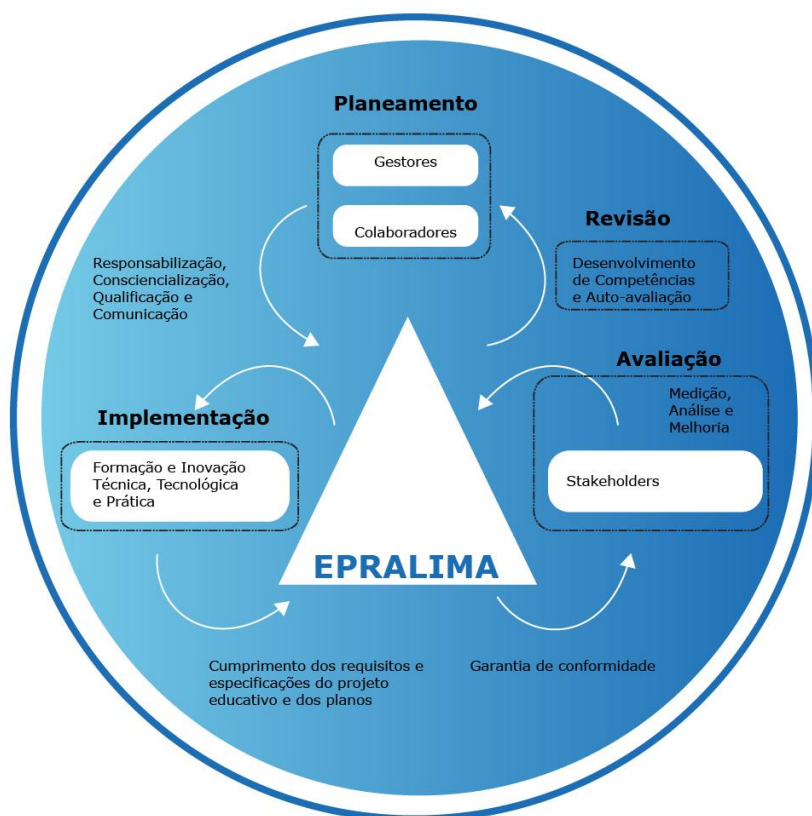 Planeamento
Gestores
Colaboradores
Revisão
Desenvolvimento
de Competências
e Auto-avaliação
Responsabilização,
Consciencialização,
Qualificação e
Comunicação
Avaliação
Medição,
Análise e
Melhoria
Stakeholders
Implementação
Formação e Inovação
Técnica, Tecnológica
e Prática
EPRALIMA
Cumprimento dos requisitos e
especificações do projeto
educativo e dos planos
Garantia de conformidade